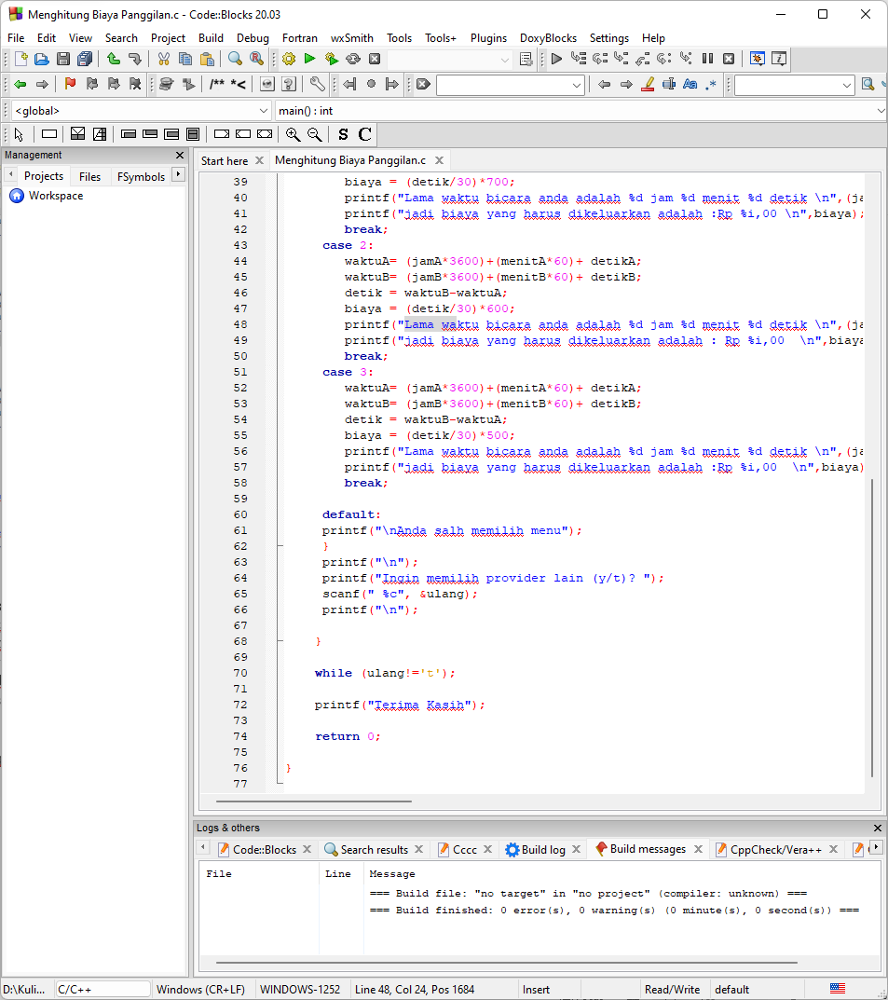 Menghitung Biaya Panggilan.c - Code::Blocks 20.03
File Edit View Search Project Build Debug Fortran wxSmith Tools Tools+ Plugins DoxyBlocks Settings Help
/** *<
Aa .*
<global> main() : int
S C
Management
Projects Files FSymbols
Workspace
Start here Menghitung Biaya Panggilan.c
39 biaya = (detik/30)*700;
40 printf("Lama waktu bicara anda adalah %d jam %d menit %d detik \n",(ja
41 printf("jadi biaya yang harus dikeluarkan adalah :Rp %i,00 \n",biaya);
42 break;
43 case 2:
44 waktuA= (jamA*3600)+(menitA*60)+ detikA;
45 waktuB= (jamB*3600)+(menitB*60)+ detikB;
46 detik = waktuB-waktuA;
47 biaya = (detik/30)*600;
48 printf("Lama waktu bicara anda adalah %d jam %d menit %d detik \n",(ja
49 printf("jadi biaya yang harus dikeluarkan adalah : Rp %i,00  \n",biaya
50 break;
51 case 3:
52 waktuA= (jamA*3600)+(menitA*60)+ detikA;
53 waktuB= (jamB*3600)+(menitB*60)+ detikB;
54 detik = waktuB-waktuA;
55 biaya = (detik/30)*500;
56 printf("Lama waktu bicara anda adalah %d jam %d menit %d detik \n",(ja
57 printf("jadi biaya yang harus dikeluarkan adalah :Rp %i,00  \n",biaya)
58 break;
59
60 default:
61 printf("\nAnda salh memilih menu");
62 }
63 printf("\n");
64 printf("Ingin memilih provider lain (y/t)? ");
65 scanf(" %c", &ulang);
66 printf("\n");
67
68 }
69
70 while (ulang!='t');
71
72 printf("Terima Kasih");
73
74 return 0;
75
76 }
77
Logs & others
Code::Blocks Search results Cccc Build log Build messages CppCheck/Vera++
File Line Message
=== Build file: "no target" in "no project" (compiler: unknown) ===
=== Build finished: 0 error(s), 0 warning(s) (0 minute(s), 0 second(s)) ===
D:\Kuli... C/C++ Windows (CR+LF) WINDOWS-1252 Line 48, Col 24, Pos 1684 Insert Read/Write default